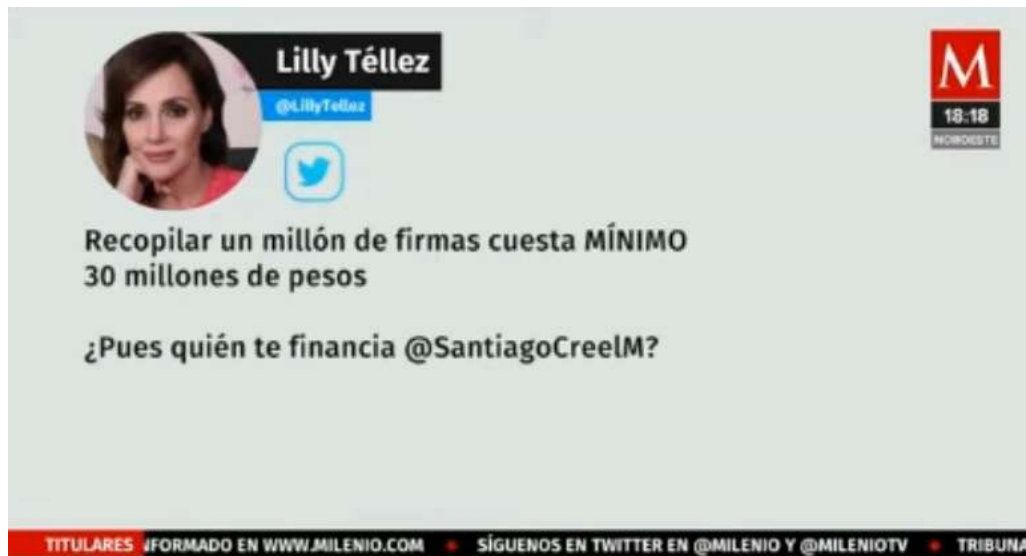 Lilly Téllez
@LillyTellez
M
18:18
NOROESTE
Recopilar un millón de firmas cuesta MÍNIMO
30 millones de pesos
¿Pues quién te financia @SantiagoCreelM?
TITULARES NFORMADO EN WWW.MILENIO.COM SÍGUENOS EN TWITTER EN @MILENIO Y @MILENIOTV TRIBUNA